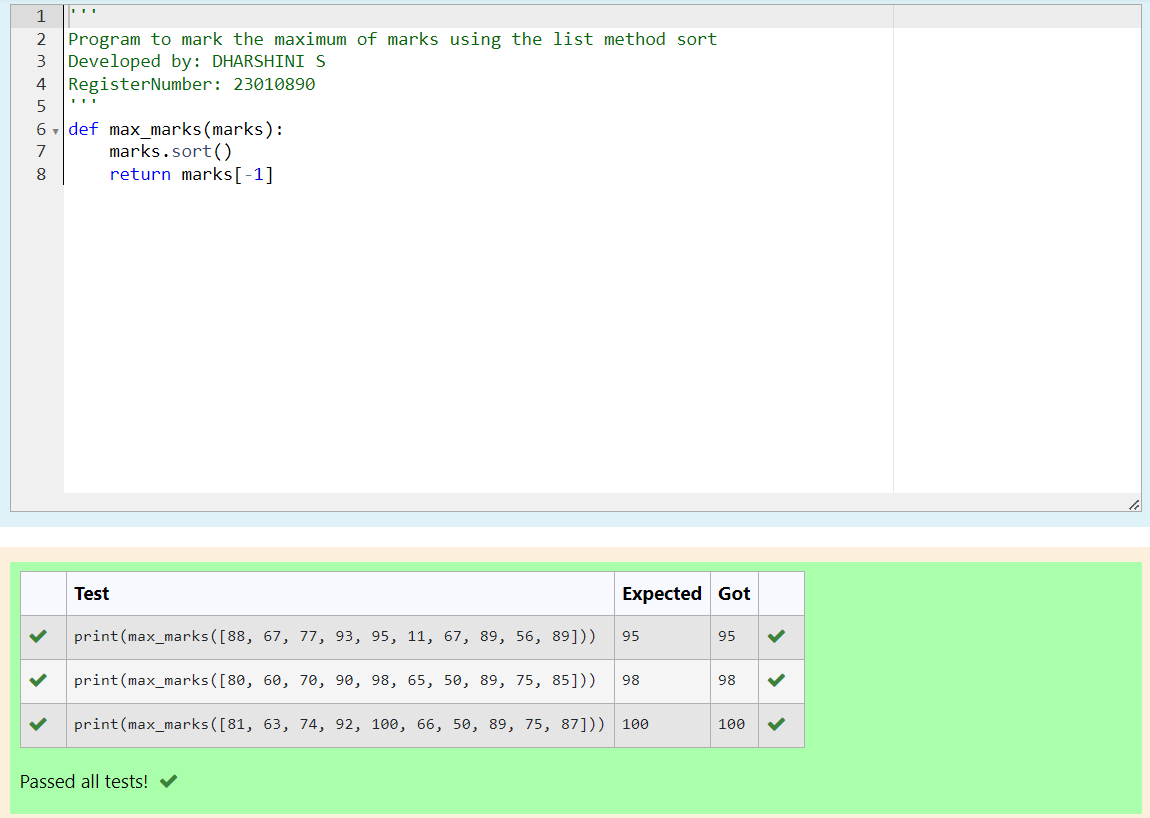 1 '''
2 Program to mark the maximum of marks using the list method sort
3 Developed by: DHARSHINI S
4 RegisterNumber: 23010890
5 '''
6 def max_marks(marks):
7     marks.sort()
8     return marks[-1]
Test Expected Got
print(max_marks([88, 67, 77, 93, 95, 11, 67, 89, 56, 89])) 95 95
print(max_marks([80, 60, 70, 90, 98, 65, 50, 89, 75, 85])) 98 98
print(max_marks([81, 63, 74, 92, 100, 66, 50, 89, 75, 87])) 100 100
Passed all tests!